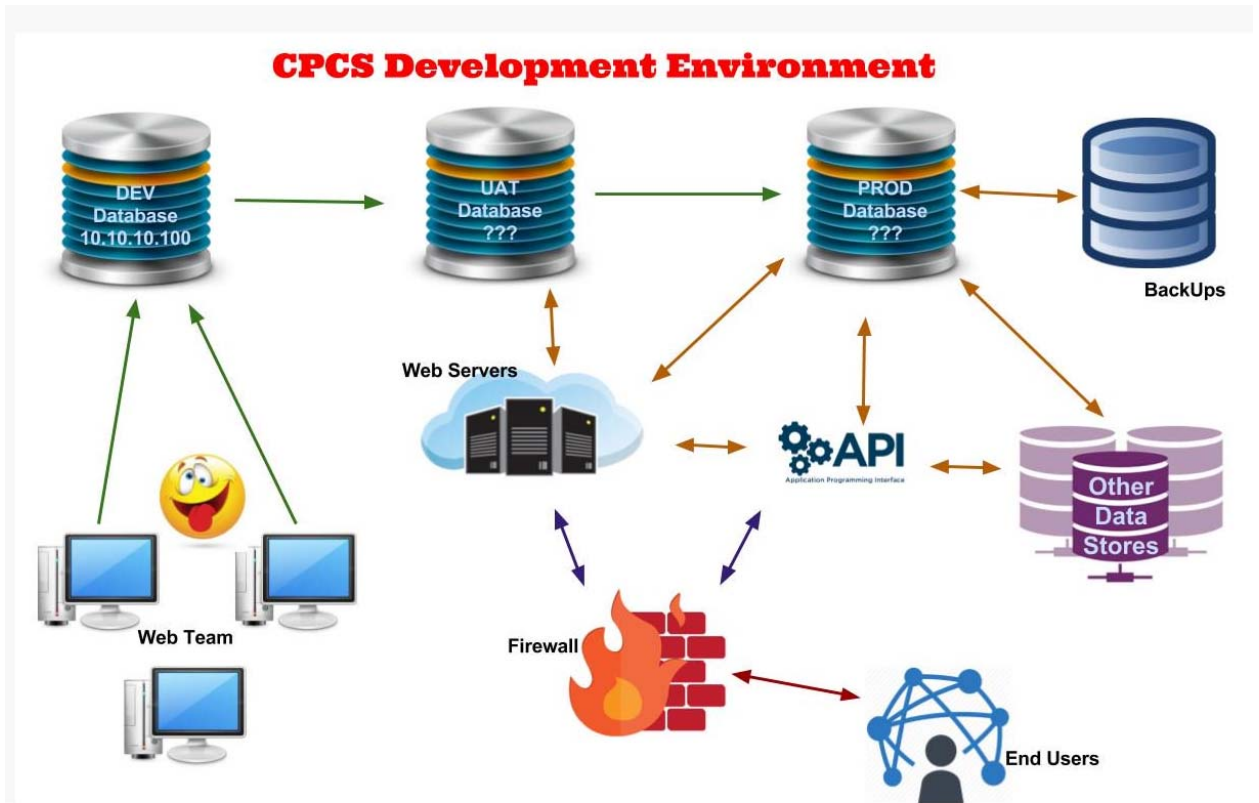 CPCS Development Environment
DEV
Database
10.10.10.100
UAT
Database
???
PROD
Database
???
BackUps
Web Servers
API
Application Programming Interface
Other
Data
Stores
Web Team
Firewall
End Users